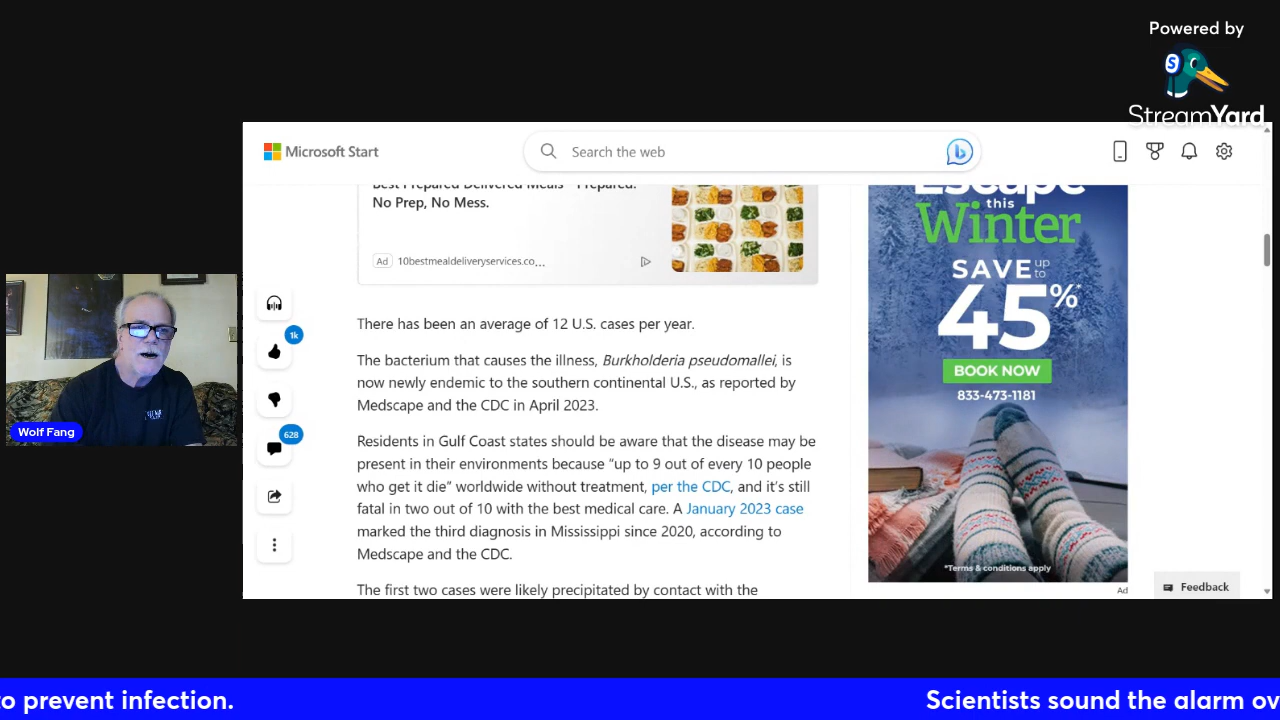 Powered by
StreamYard
Microsoft Start
Search the web
Best Prepared Delivered Meals - Prepared.
No Prep, No Mess.
Ad 10bestmealdeliveryservices.co...
There has been an average of 12 U.S. cases per year.
The bacterium that causes the illness, Burkholderia pseudomallei, is
now newly endemic to the southern continental U.S., as reported by
Medscape and the CDC in April 2023.
Residents in Gulf Coast states should be aware that the disease may be
present in their environments because “up to 9 out of every 10 people
who get it die” worldwide without treatment, per the CDC, and it’s still
fatal in two out of 10 with the best medical care. A January 2023 case
marked the third diagnosis in Mississippi since 2020, according to
Medscape and the CDC.
The first two cases were likely precipitated by contact with the
1k
628
Escape
this
Winter
SAVE up to
45%*
BOOK NOW
833-473-1181
*Terms & conditions apply
Ad
Feedback
Wolf Fang
to prevent infection.
Scientists sound the alarm ov